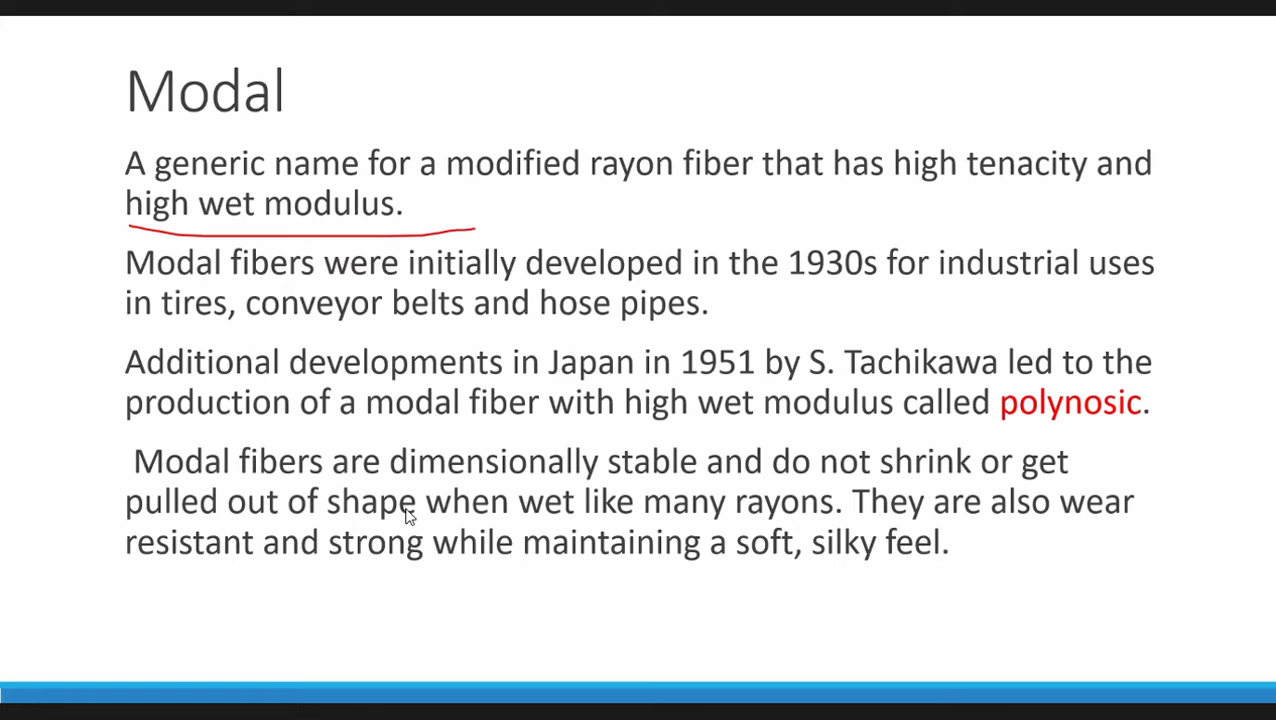 Modal
A generic name for a modified rayon fiber that has high tenacity and
high wet modulus.
Modal fibers were initially developed in the 1930s for industrial uses
in tires, conveyor belts and hose pipes.
Additional developments in Japan in 1951 by S. Tachikawa led to the
production of a modal fiber with high wet modulus called polynosic.
Modal fibers are dimensionally stable and do not shrink or get
pulled out of shape when wet like many rayons. They are also wear
resistant and strong while maintaining a soft, silky feel.